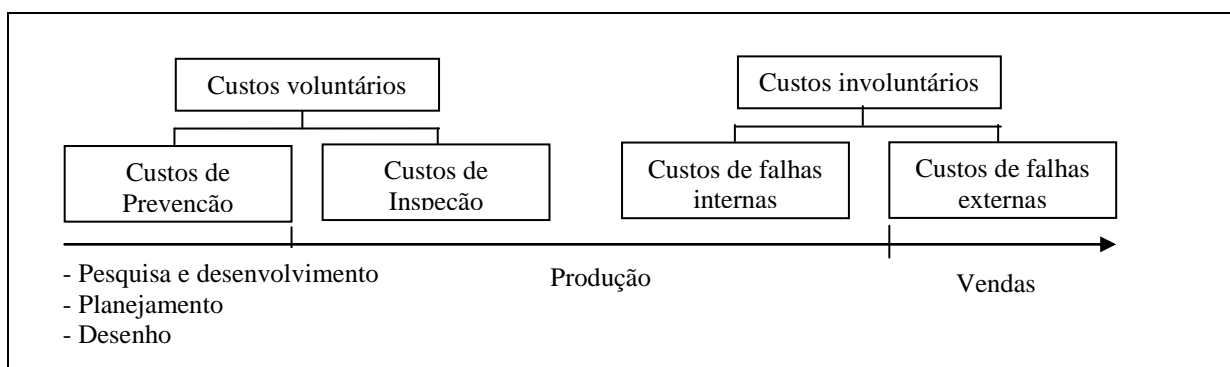 Custos voluntários
Custos involuntários
Custos de
Prevenção
Custos de
Inspeção
Custos de falhas
internas
Custos de falhas
externas
- Pesquisa e desenvolvimento
- Planejamento
- Desenho
Produção
Vendas